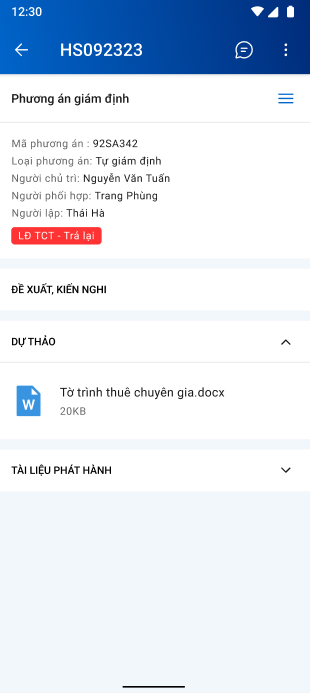 12:30
HS092323
Phương án giám định
Mã phương án : 92SA342
Loại phương án: Tự giám định
Người chủ trì: Nguyễn Văn Tuấn
Người phối hợp: Trang Phùng
Người lập: Thái Hà
LĐ TCT - Trả lại
ĐỀ XUẤT, KIẾN NGHI
DỰ THẢO
W
Tờ trình thuê chuyên gia.docx
20KB
TÀI LIỆU PHÁT HÀNH